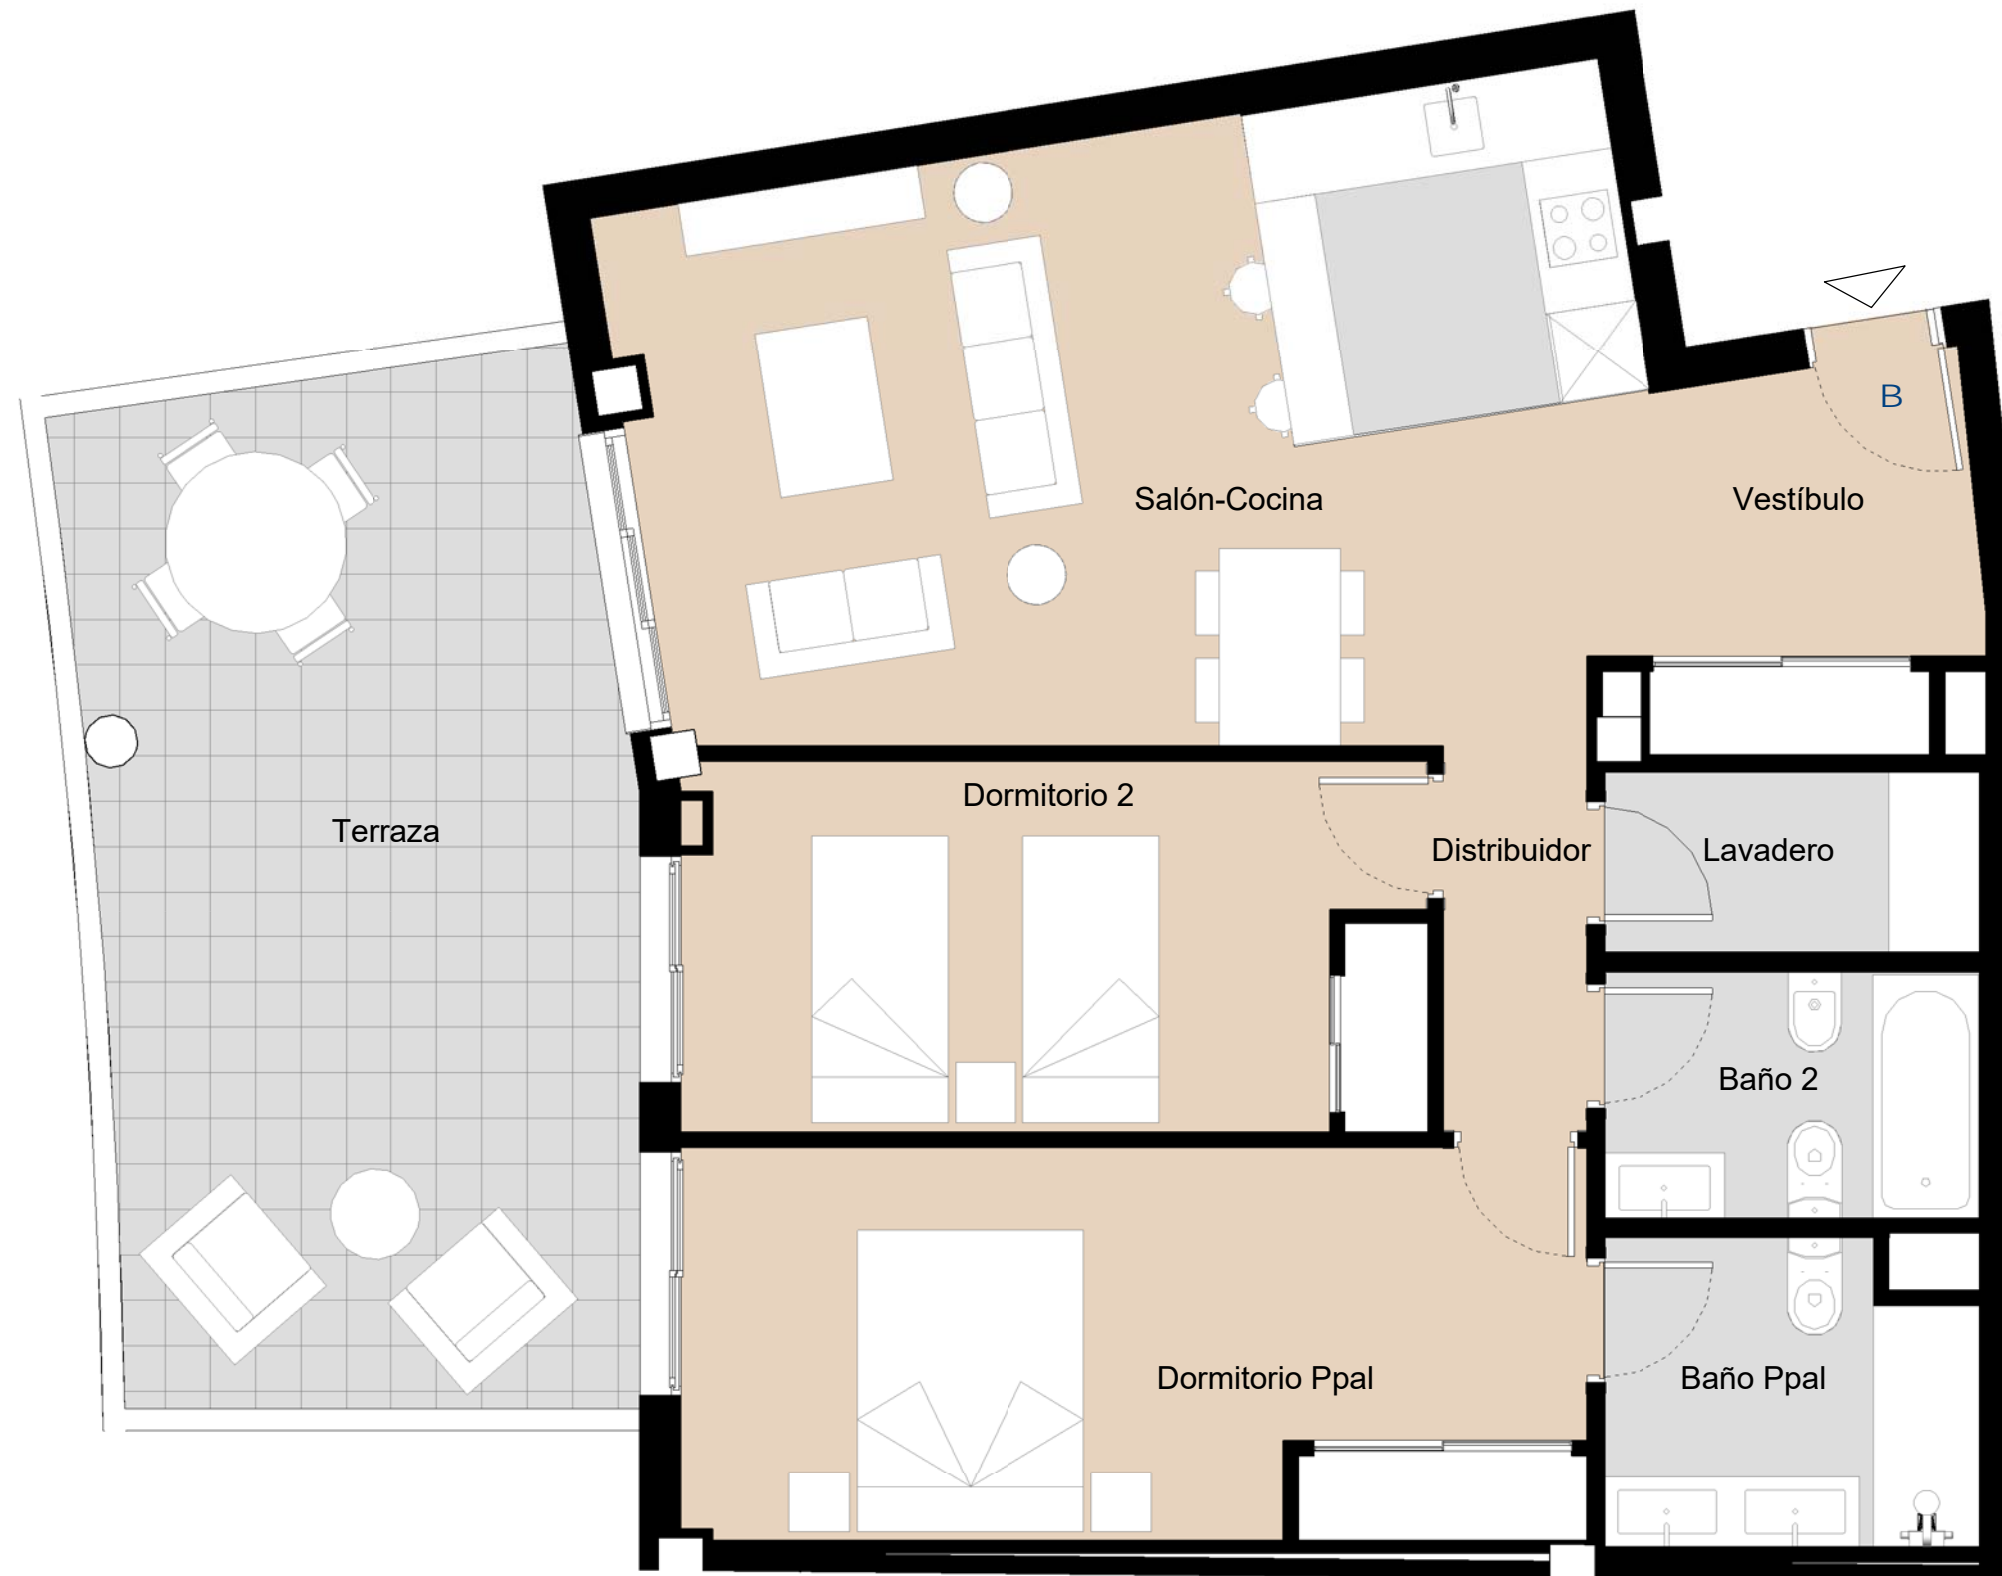 B
Salón-Cocina
Vestíbulo
Dormitorio 2
Terraza
Distribuidor
Lavadero
Baño 2
Dormitorio Ppal
Baño Ppal